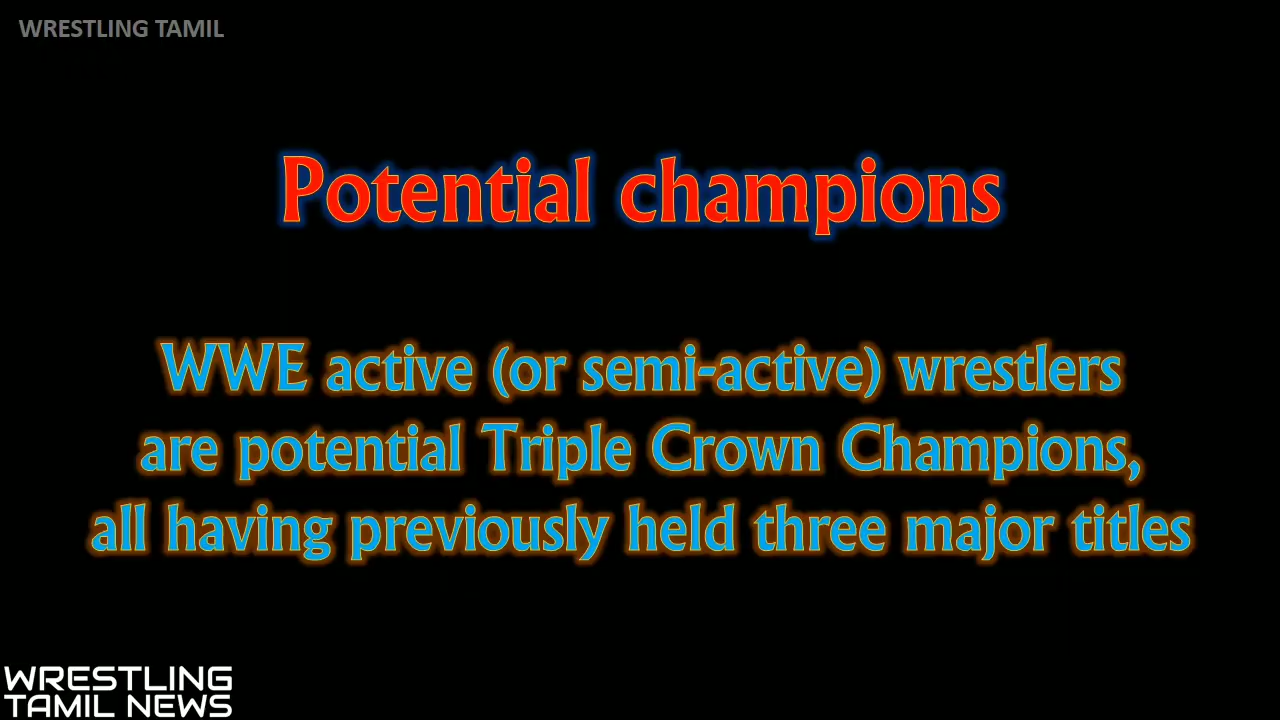 WRESTLING TAMIL
Potential champions
WWE active (or semi-active) wrestlers
are potential Triple Crown Champions,
all having previously held three major titles
WRESTLING
TAMIL NEWS